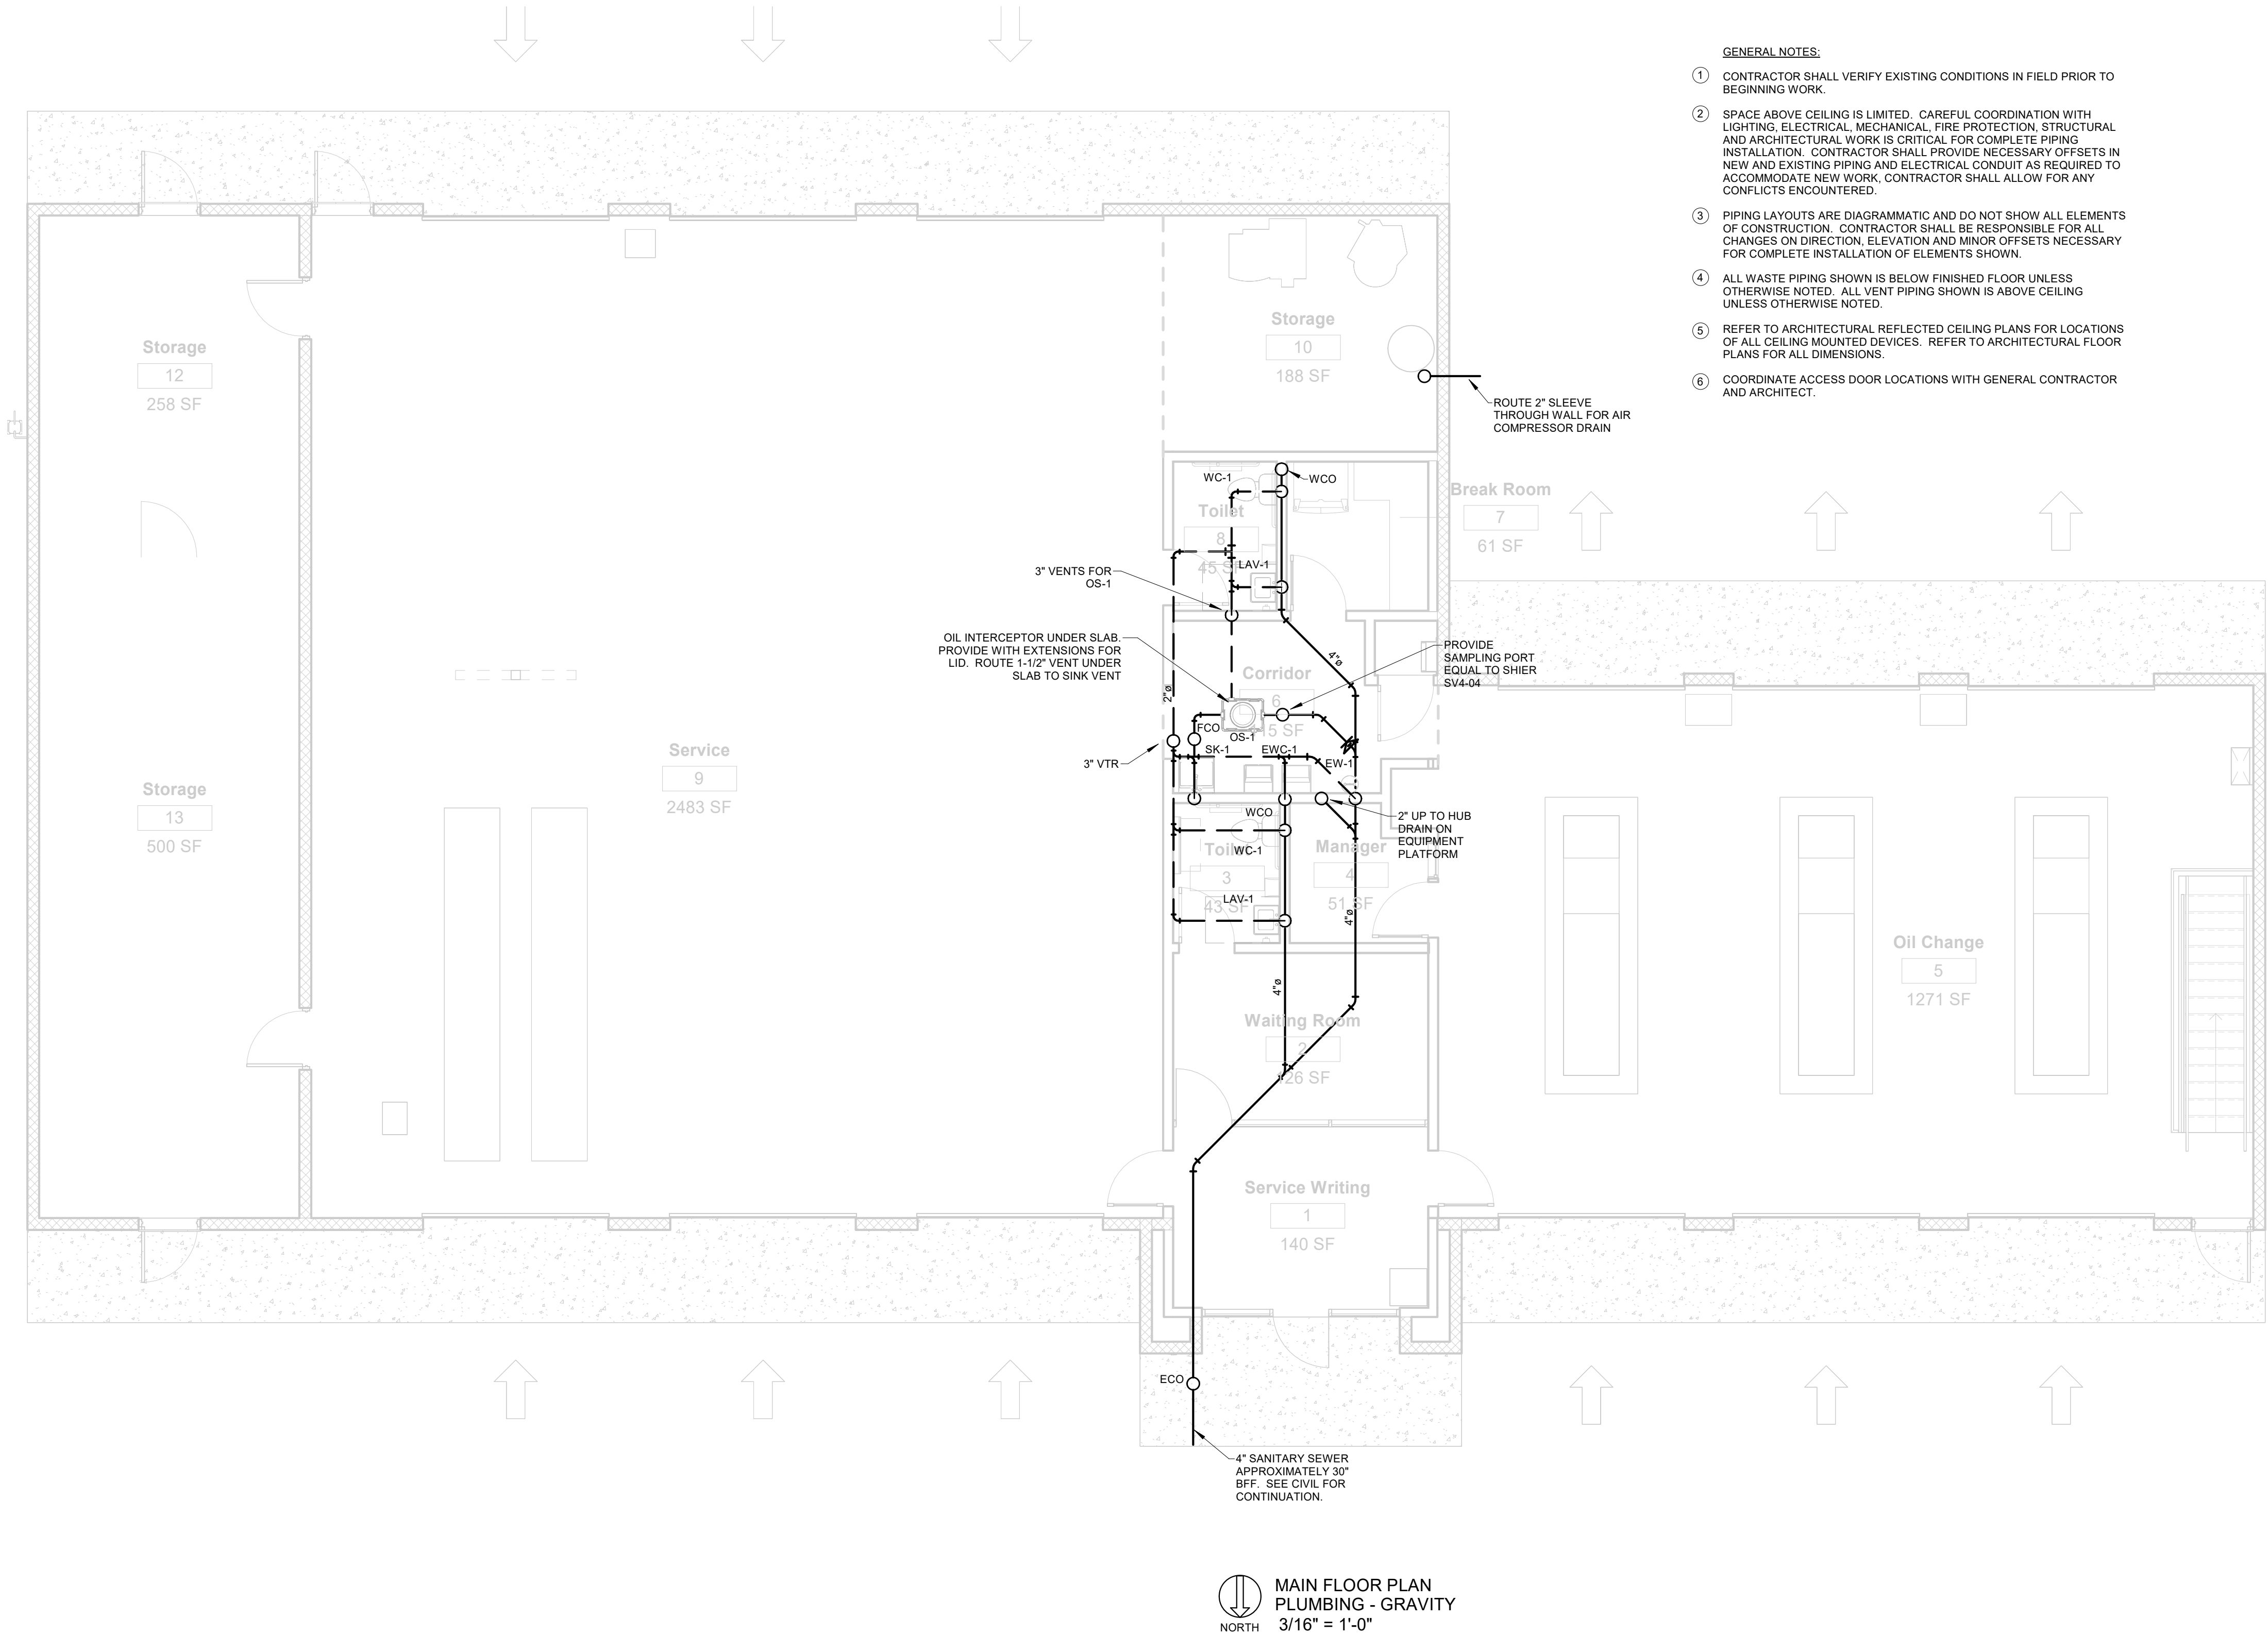 GENERAL NOTES:
1 CONTRACTOR SHALL VERIFY EXISTING CONDITIONS IN FIELD PRIOR TO
BEGINNING WORK.
2 SPACE ABOVE CEILING IS LIMITED. CAREFUL COORDINATION WITH
LIGHTING, ELECTRICAL, MECHANICAL, FIRE PROTECTION, STRUCTURAL
AND ARCHITECTURAL WORK IS CRITICAL FOR COMPLETE PIPING
INSTALLATION. CONTRACTOR SHALL PROVIDE NECESSARY OFFSETS IN
NEW AND EXISTING PIPING AND ELECTRICAL CONDUIT AS REQUIRED TO
ACCOMMODATE NEW WORK, CONTRACTOR SHALL ALLOW FOR ANY
CONFLICTS ENCOUNTERED.
3 PIPING LAYOUTS ARE DIAGRAMMATIC AND DO NOT SHOW ALL ELEMENTS
OF CONSTRUCTION. CONTRACTOR SHALL BE RESPONSIBLE FOR ALL
CHANGES ON DIRECTION, ELEVATION AND MINOR OFFSETS NECESSARY
FOR COMPLETE INSTALLATION OF ELEMENTS SHOWN.
4 ALL WASTE PIPING SHOWN IS BELOW FINISHED FLOOR UNLESS
OTHERWISE NOTED. ALL VENT PIPING SHOWN IS ABOVE CEILING
UNLESS OTHERWISE NOTED.
5 REFER TO ARCHITECTURAL REFLECTED CEILING PLANS FOR LOCATIONS
OF ALL CEILING MOUNTED DEVICES. REFER TO ARCHITECTURAL FLOOR
PLANS FOR ALL DIMENSIONS.
6 COORDINATE ACCESS DOOR LOCATIONS WITH GENERAL CONTRACTOR
AND ARCHITECT.
Storage
12
258 SF
Storage
10
188 SF
ROUTE 2" SLEEVE
THROUGH WALL FOR AIR
COMPRESSOR DRAIN
WC-1
WCO
Break Room
7
61 SF
Toilet
8
45 SF
LAV-1
3" VENTS FOR
OS-1
OIL INTERCEPTOR UNDER SLAB.
PROVIDE WITH EXTENSIONS FOR
LID. ROUTE 1-1/2" VENT UNDER
SLAB TO SINK VENT
4"ø
PROVIDE
SAMPLING PORT
EQUAL TO SHIER
SV4-04
Corridor
6
15 SF
2"ø
FCO
OS-1
SK-1
EWC-1
EW-1
3" VTR
Service
9
2483 SF
Storage
13
500 SF
WCO
2" UP TO HUB
DRAIN ON
EQUIPMENT
PLATFORM
Toilet
WC-1
3
43 SF
LAV-1
Manager
4
51 SF
4"ø
4"ø
Oil Change
5
1271 SF
Waiting Room
2
126 SF
Service Writing
1
140 SF
ECO
4" SANITARY SEWER
APPROXIMATELY 30"
BFF. SEE CIVIL FOR
CONTINUATION.
MAIN FLOOR PLAN
PLUMBING - GRAVITY
3/16" = 1'-0"
NORTH